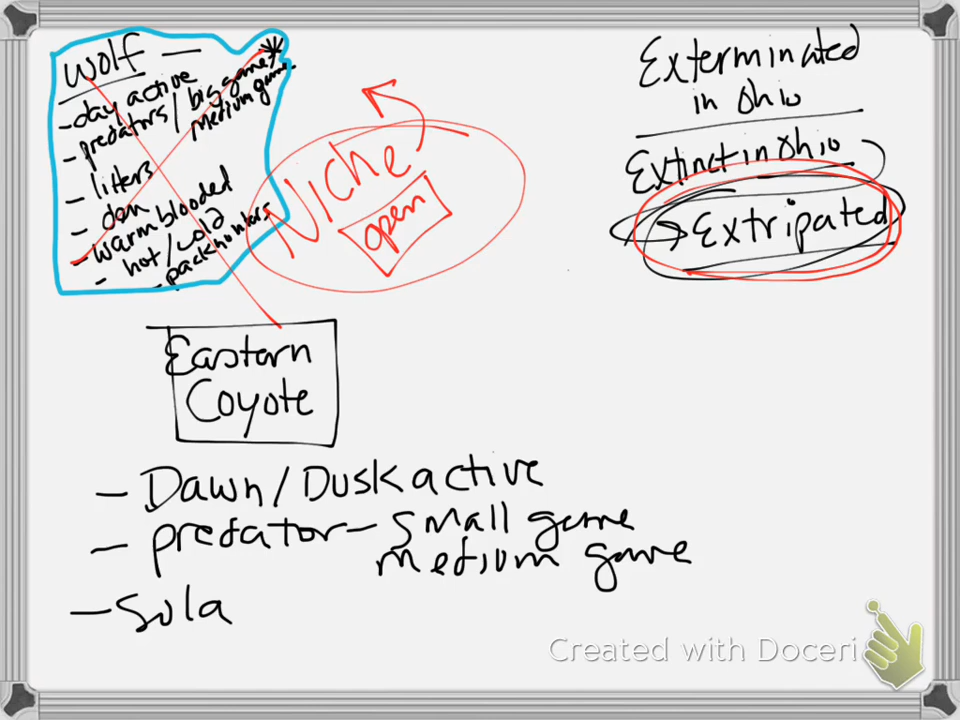 wolf —
- day active
- predators / big game
medium game
- litters
- den
- warm blooded
- hot/cold
- pack hunters
Niche
open
Exterminated
in Ohio
Extinct in Ohio
→ Extripated
Eastern
Coyote
- Dawn/Dusk active
- predator - small game
medium game
- Sola
Created with Doceri